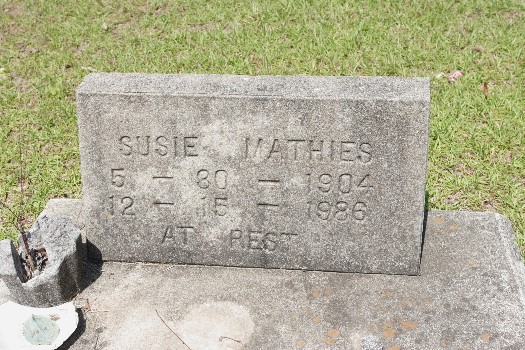 SUSIE MATHIES
5 - 30 - 1904
12 - 15 - 1986
AT REST